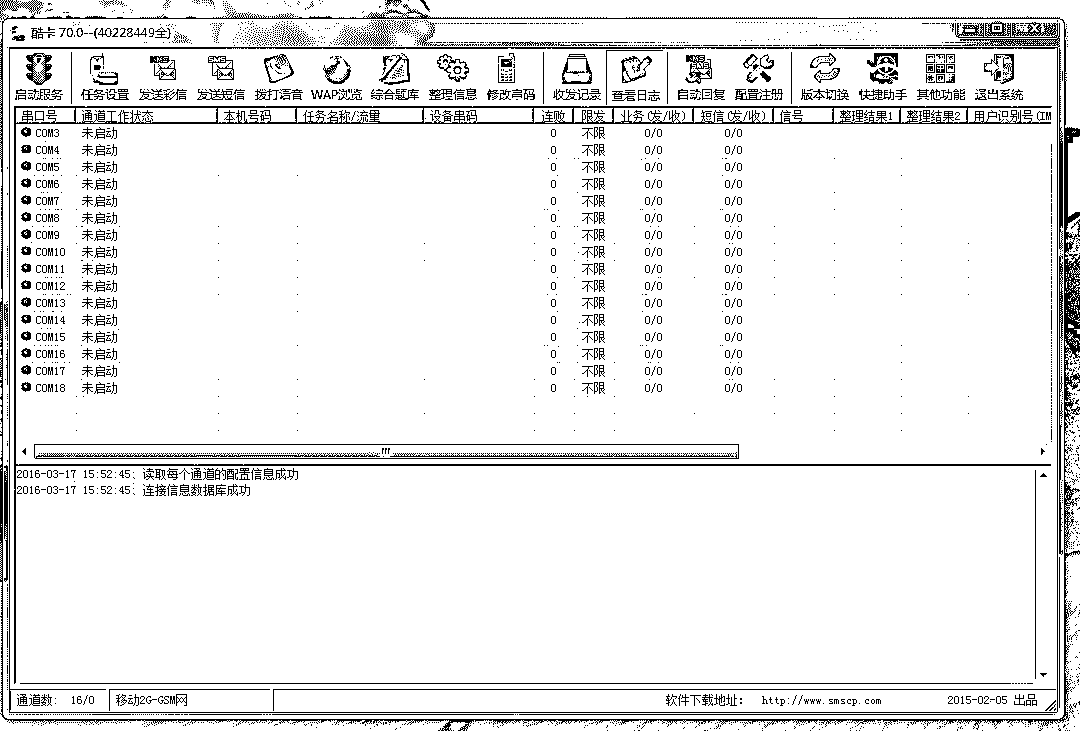 酷卡 70.0--(40228449全)
启动服务 任务设置 发送彩信 发送短信 拨打语音 WAP浏览 综合题库 整理信息 修改串码 收发记录 查看日志 自动回复 配置注册 版本切换 快捷助手 其他功能 退出系统
串口号 通道工作状态 本机号码 任务名称/流量 设备串码 连败 限发 业务(发/收) 短信(发/收) 信号 整理结果1 整理结果2 用户识别号(IM
COM3 未启动 0 不限 0/0 0/0
COM4 未启动 0 不限 0/0 0/0
COM5 未启动 0 不限 0/0 0/0
COM6 未启动 0 不限 0/0 0/0
COM7 未启动 0 不限 0/0 0/0
COM8 未启动 0 不限 0/0 0/0
COM9 未启动 0 不限 0/0 0/0
COM10 未启动 0 不限 0/0 0/0
COM11 未启动 0 不限 0/0 0/0
COM12 未启动 0 不限 0/0 0/0
COM13 未启动 0 不限 0/0 0/0
COM14 未启动 0 不限 0/0 0/0
COM15 未启动 0 不限 0/0 0/0
COM16 未启动 0 不限 0/0 0/0
COM17 未启动 0 不限 0/0 0/0
COM18 未启动 0 不限 0/0 0/0
2016-03-17 15:52:45: 读取每个通道的配置信息成功
2016-03-17 15:52:45: 连接信息数据库成功
通道数: 16/0 移动2G-GSM网 软件下载地址: http://www.smscp.com 2015-02-05 出品